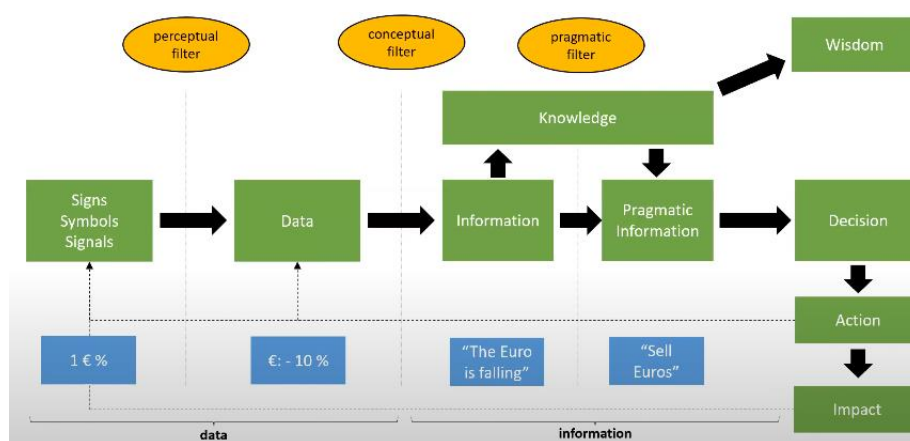 perceptual
filter
conceptual
filter
pragmatic
filter
Wisdom
Knowledge
Signs
Symbols
Signals
Data
Information
Pragmatic
Information
Decision
Action
1 € %
€: - 10 %
“The Euro
is falling”
“Sell
Euros”
Impact
data
information